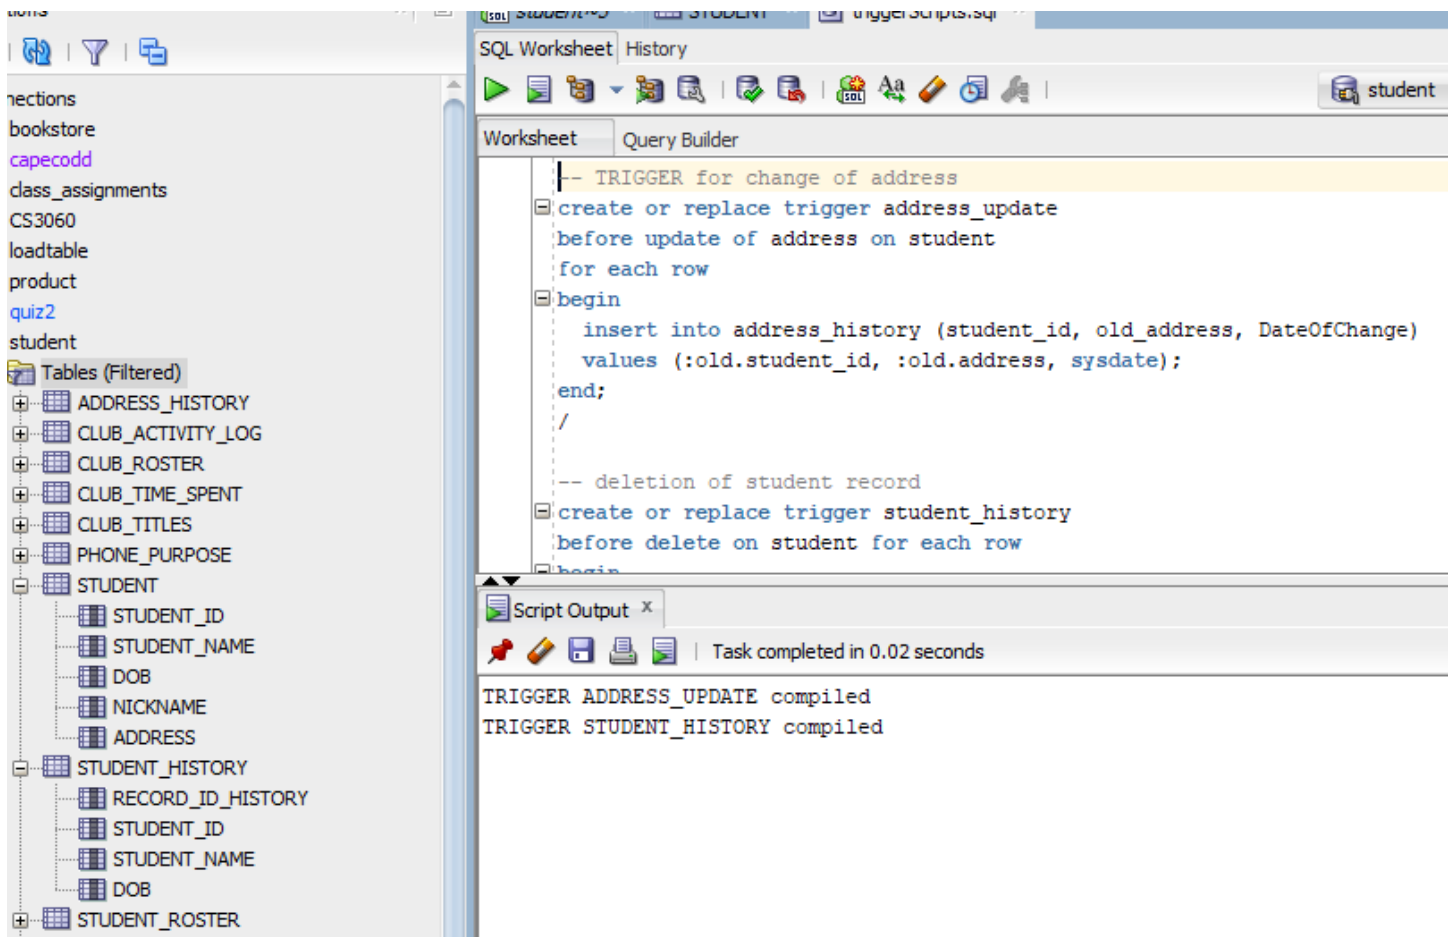 SQL Worksheet History
student
Worksheet
Query Builder
nections
bookstore
capecodd
class_assignments
CS3060
loadtable
product
quiz2
student
Tables (Filtered)
ADDRESS_HISTORY
CLUB_ACTIVITY_LOG
CLUB_ROSTER
CLUB_TIME_SPENT
CLUB_TITLES
PHONE_PURPOSE
STUDENT
STUDENT_ID
STUDENT_NAME
DOB
NICKNAME
ADDRESS
STUDENT_HISTORY
RECORD_ID_HISTORY
STUDENT_ID
STUDENT_NAME
DOB
STUDENT_ROSTER
-- TRIGGER for change of address
create or replace trigger address_update
before update of address on student
for each row
begin
insert into address_history (student_id, old_address, DateOfChange)
values (:old.student_id, :old.address, sysdate);
end;
/
-- deletion of student record
create or replace trigger student_history
before delete on student for each row
begin
Script Output x
Task completed in 0.02 seconds
TRIGGER ADDRESS_UPDATE compiled
TRIGGER STUDENT_HISTORY compiled